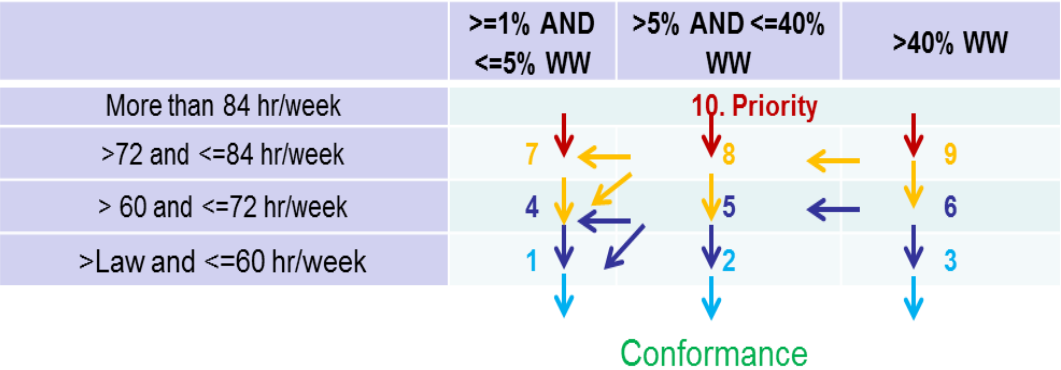 >=1% AND
<=5% WW
>5% AND <=40%
WW
>40% WW
More than 84 hr/week
10. Priority
>72 and <=84 hr/week
7
8
9
> 60 and <=72 hr/week
4
5
6
>Law and <=60 hr/week
1
2
3
Conformance